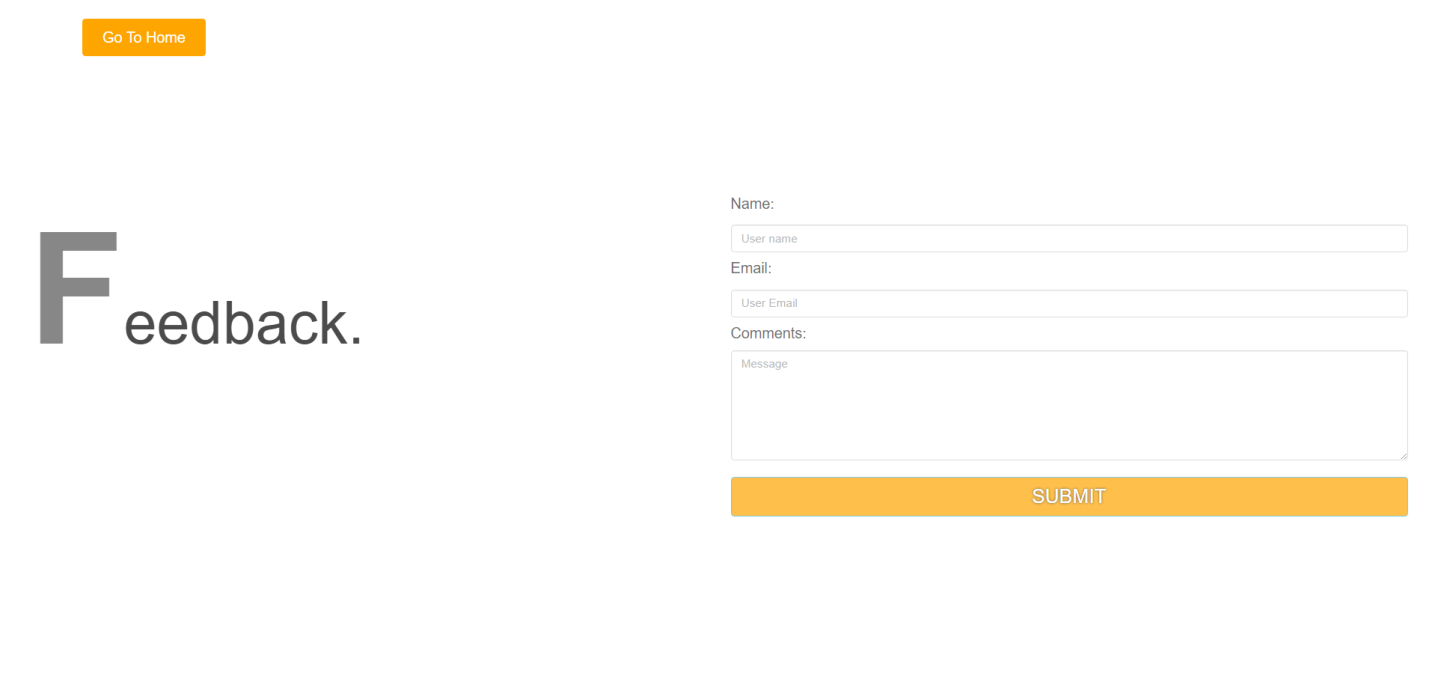 Go To Home
Feedback.
Name:
User name
Email:
User Email
Comments:
Message
SUBMIT